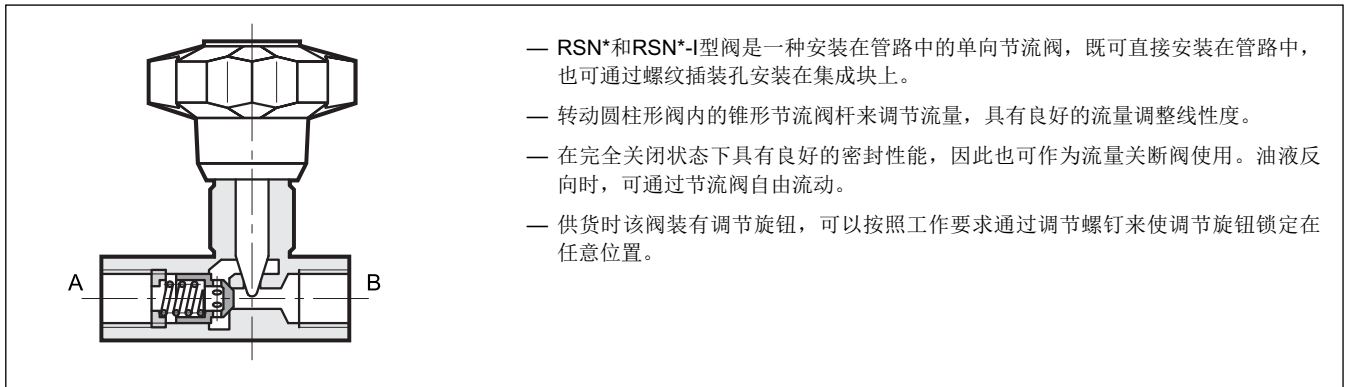 — RSN*和RSN*-I型阀是一种安装在管路中的单向节流阀，既可直接安装在管路中，
也可通过螺纹插装孔安装在集成块上。
— 转动圆柱形阀内的锥形节流阀杆来调节流量，具有良好的流量调整线性度。
— 在完全关闭状态下具有良好的密封性能，因此也可作为流量关断阀使用。油液反
向时，可通过节流阀自由流动。
— 供货时该阀装有调节旋钮，可以按照工作要求通过调节螺钉来使调节旋钮锁定在
任意位置。
A
B